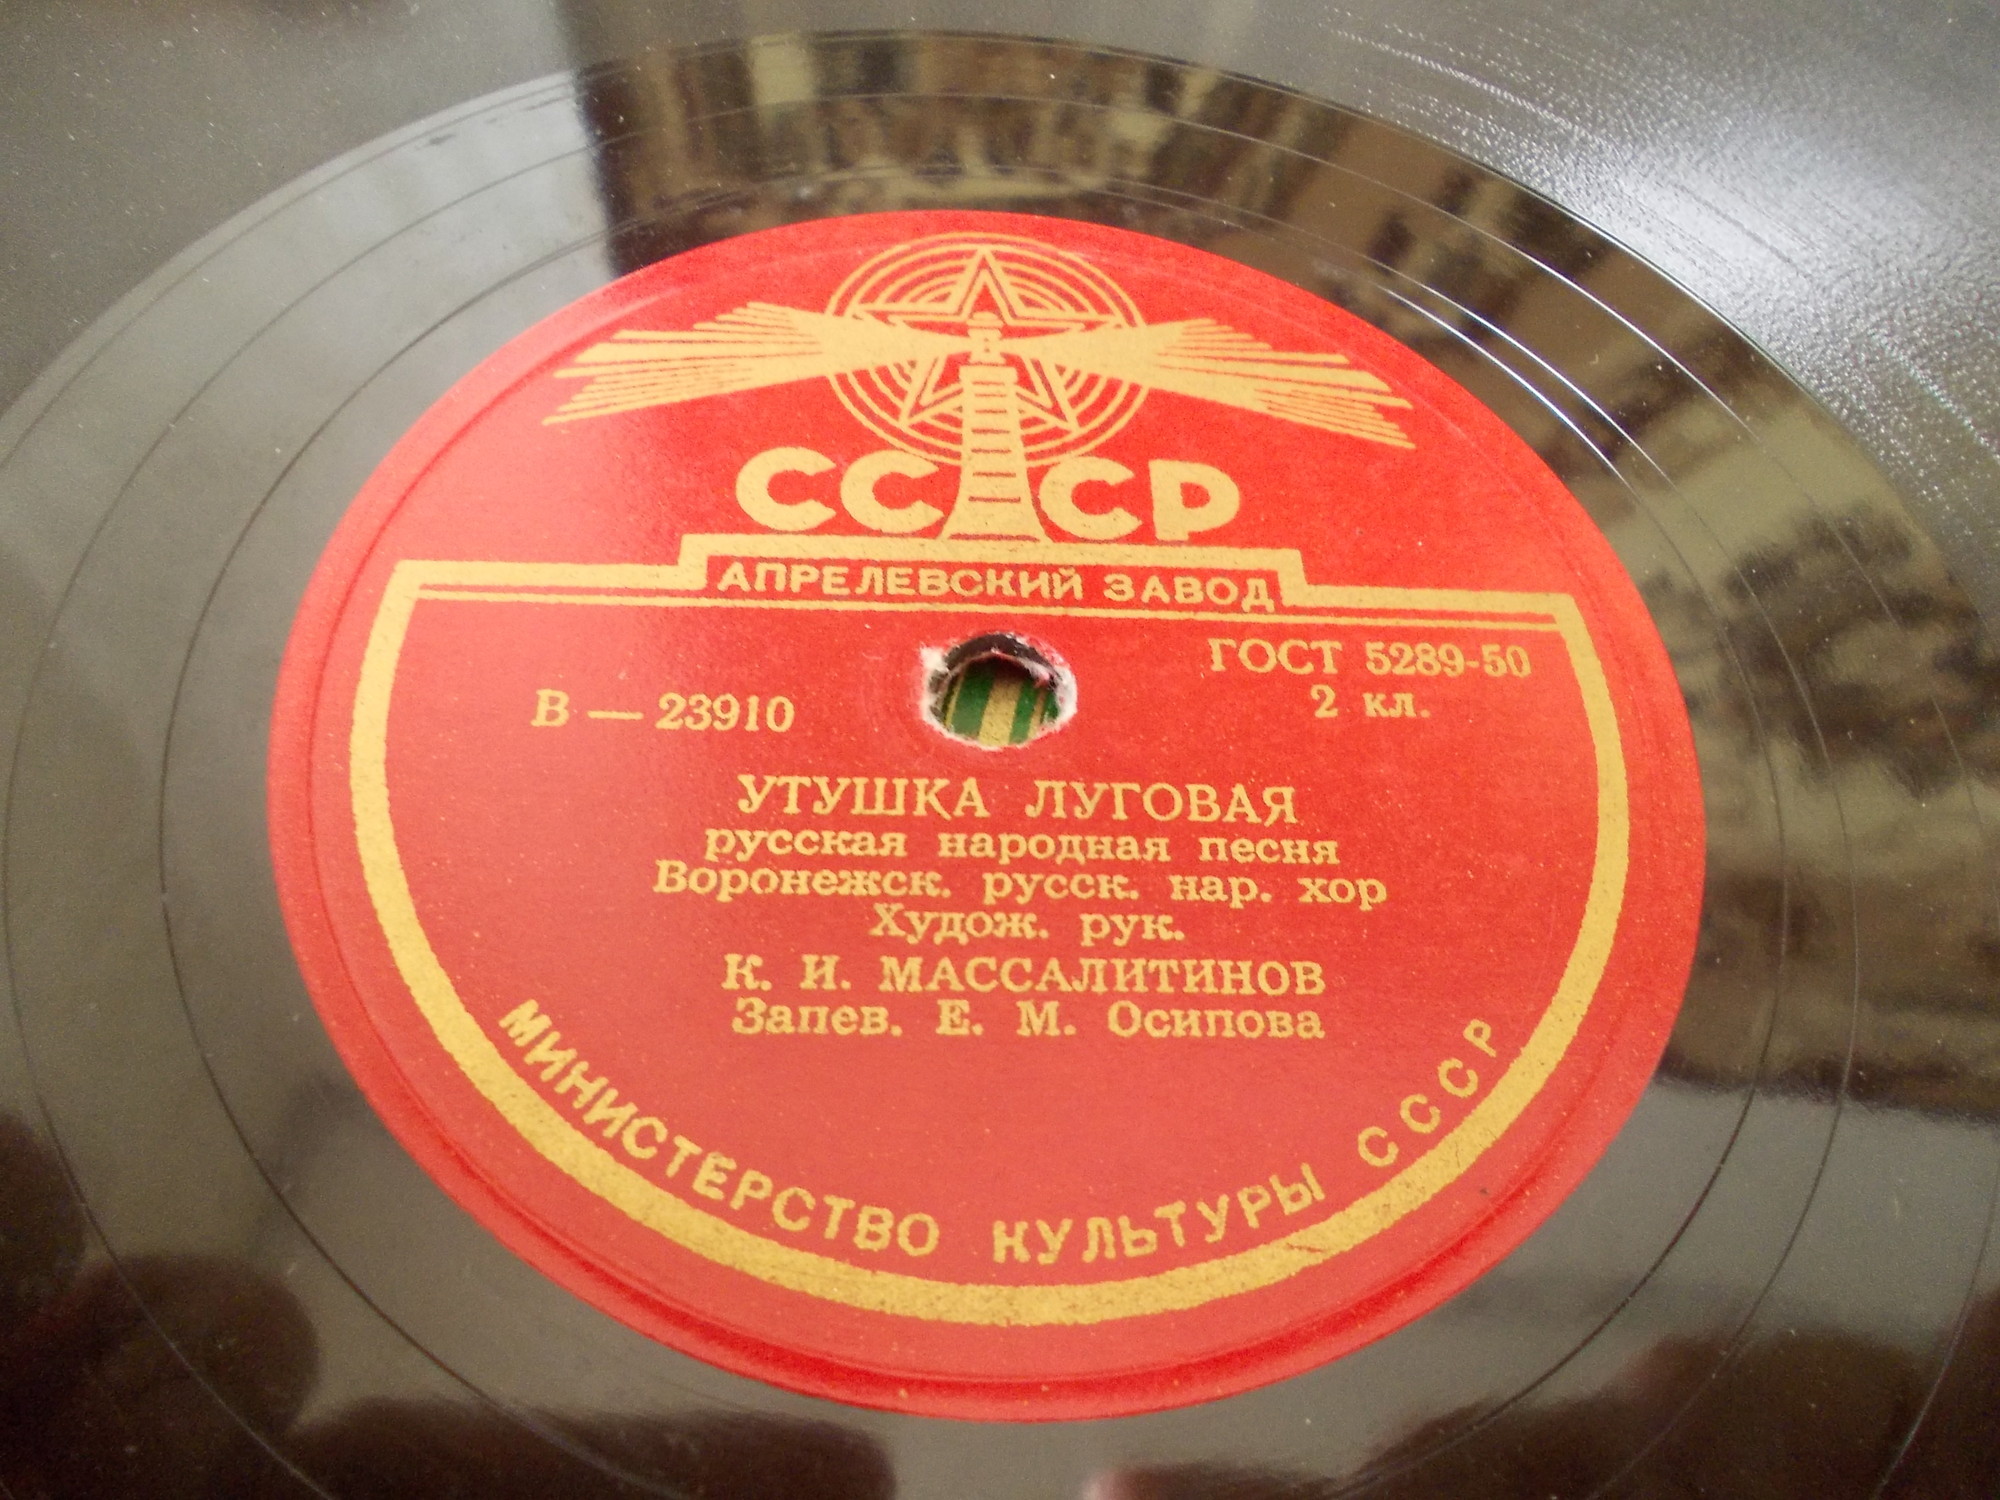 СССР
АПРЕЛЕВСКИЙ ЗАВОД
ГОСТ 5289-50
2 кл.
В — 23910
УТУШКА ЛУГОВАЯ
русская народная песня
Воронежск. русск. нар. хор
Худож. рук.
К. И. МАССАЛИТИНОВ
Запев. Е. М. Осипова
МИНИСТЕРСТВО КУЛЬТУРЫ СССР